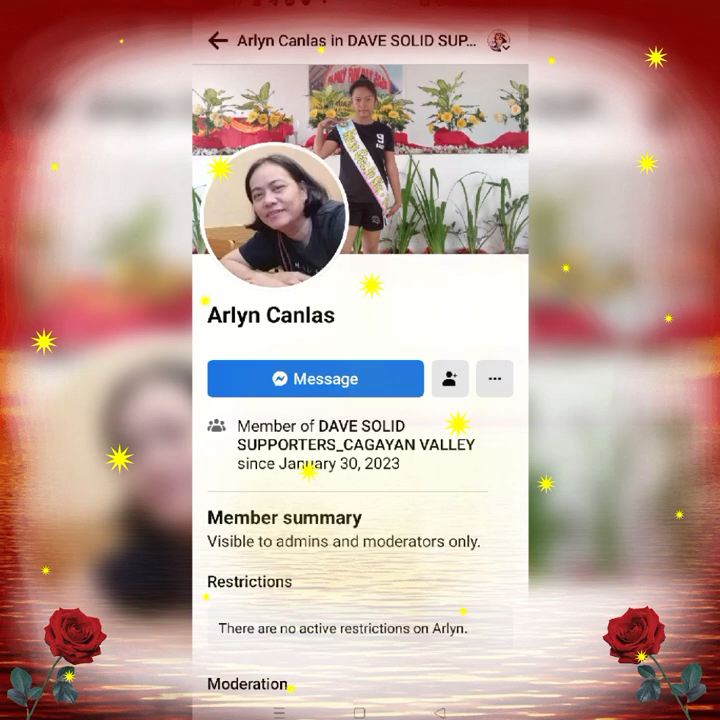 Arlyn Canlas in DAVE SOLID SUP...
9
Arlyn Canlas
Message
Member of DAVE SOLID
SUPPORTERS_CAGAYAN VALLEY
since January 30, 2023
Member summary
Visible to admins and moderators only.
Restrictions
There are no active restrictions on Arlyn.
Moderation